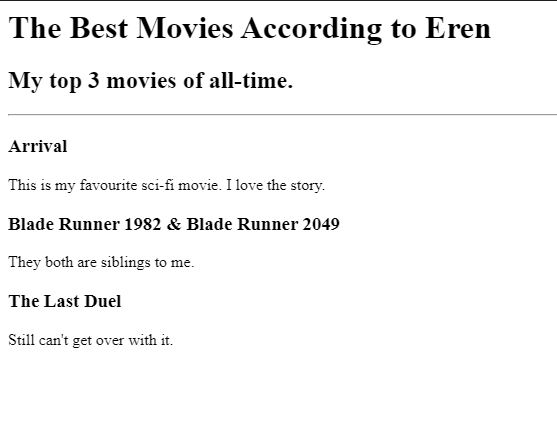 The Best Movies According to Eren
My top 3 movies of all-time.
Arrival
This is my favourite sci-fi movie. I love the story.
Blade Runner 1982 & Blade Runner 2049
They both are siblings to me.
The Last Duel
Still can't get over with it.